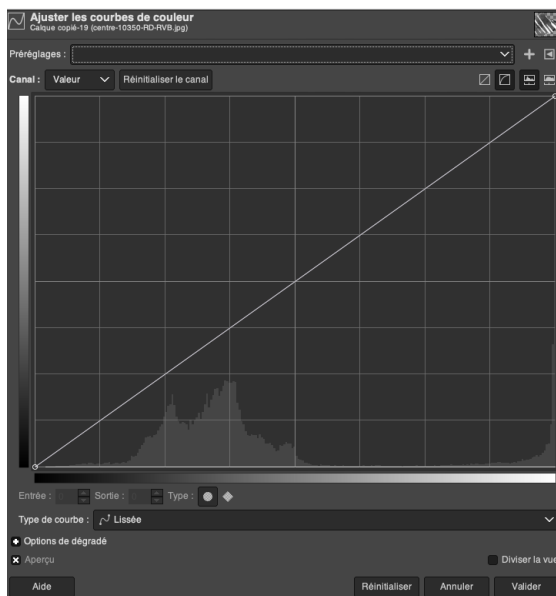 Ajuster les courbes de couleur
Calque copié-19 (centre-10350-RD-RVB.jpg)
Préréglages :
Canal : Valeur Réinitialiser le canal
Entrée : Sortie : Type :
Type de courbe : Lissée
Options de dégradé
Aperçu Diviser la vue
Aide Réinitialiser Annuler Valider